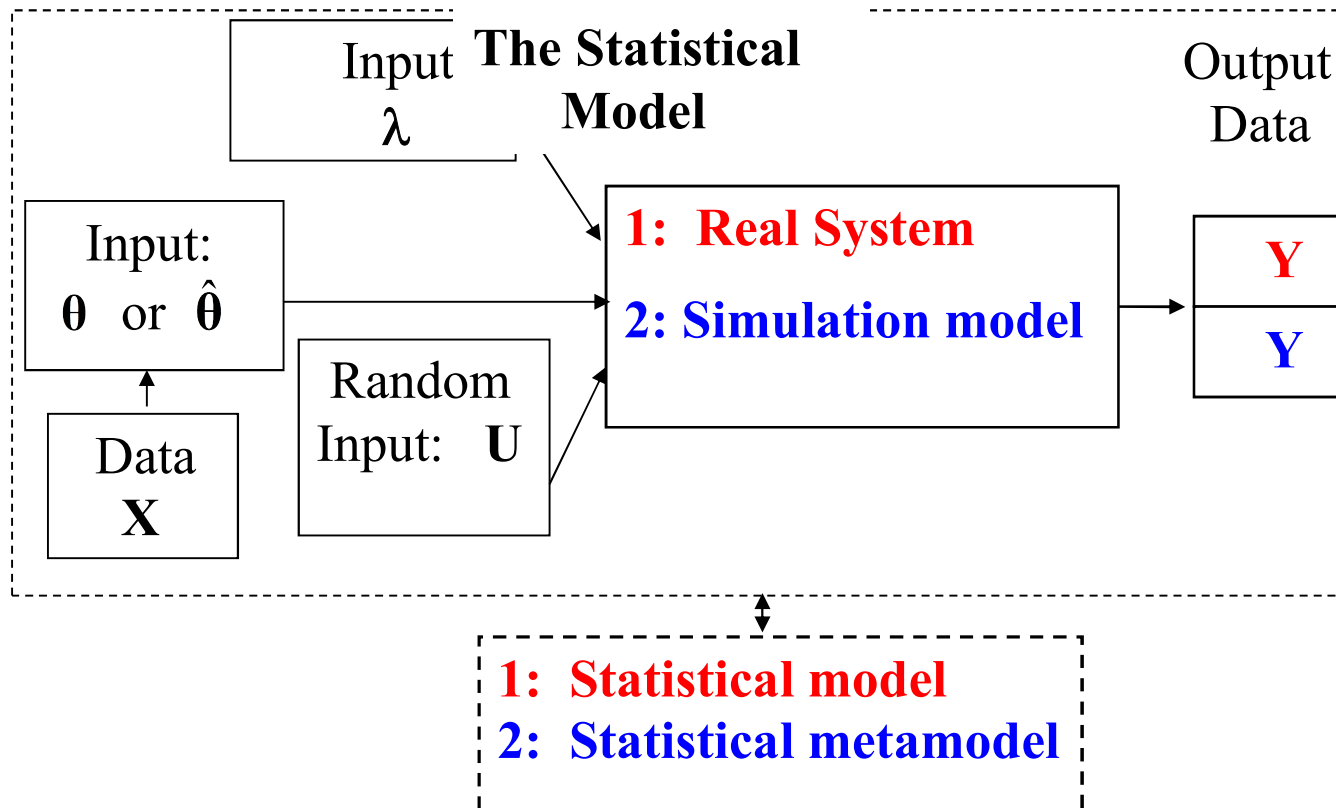 The Statistical
Model
Input
λ
Output
Data
Input:
θ or θ̂
1: Real System
2: Simulation model
Y
Y
Random
Input: U
Data
X
1: Statistical model
2: Statistical metamodel